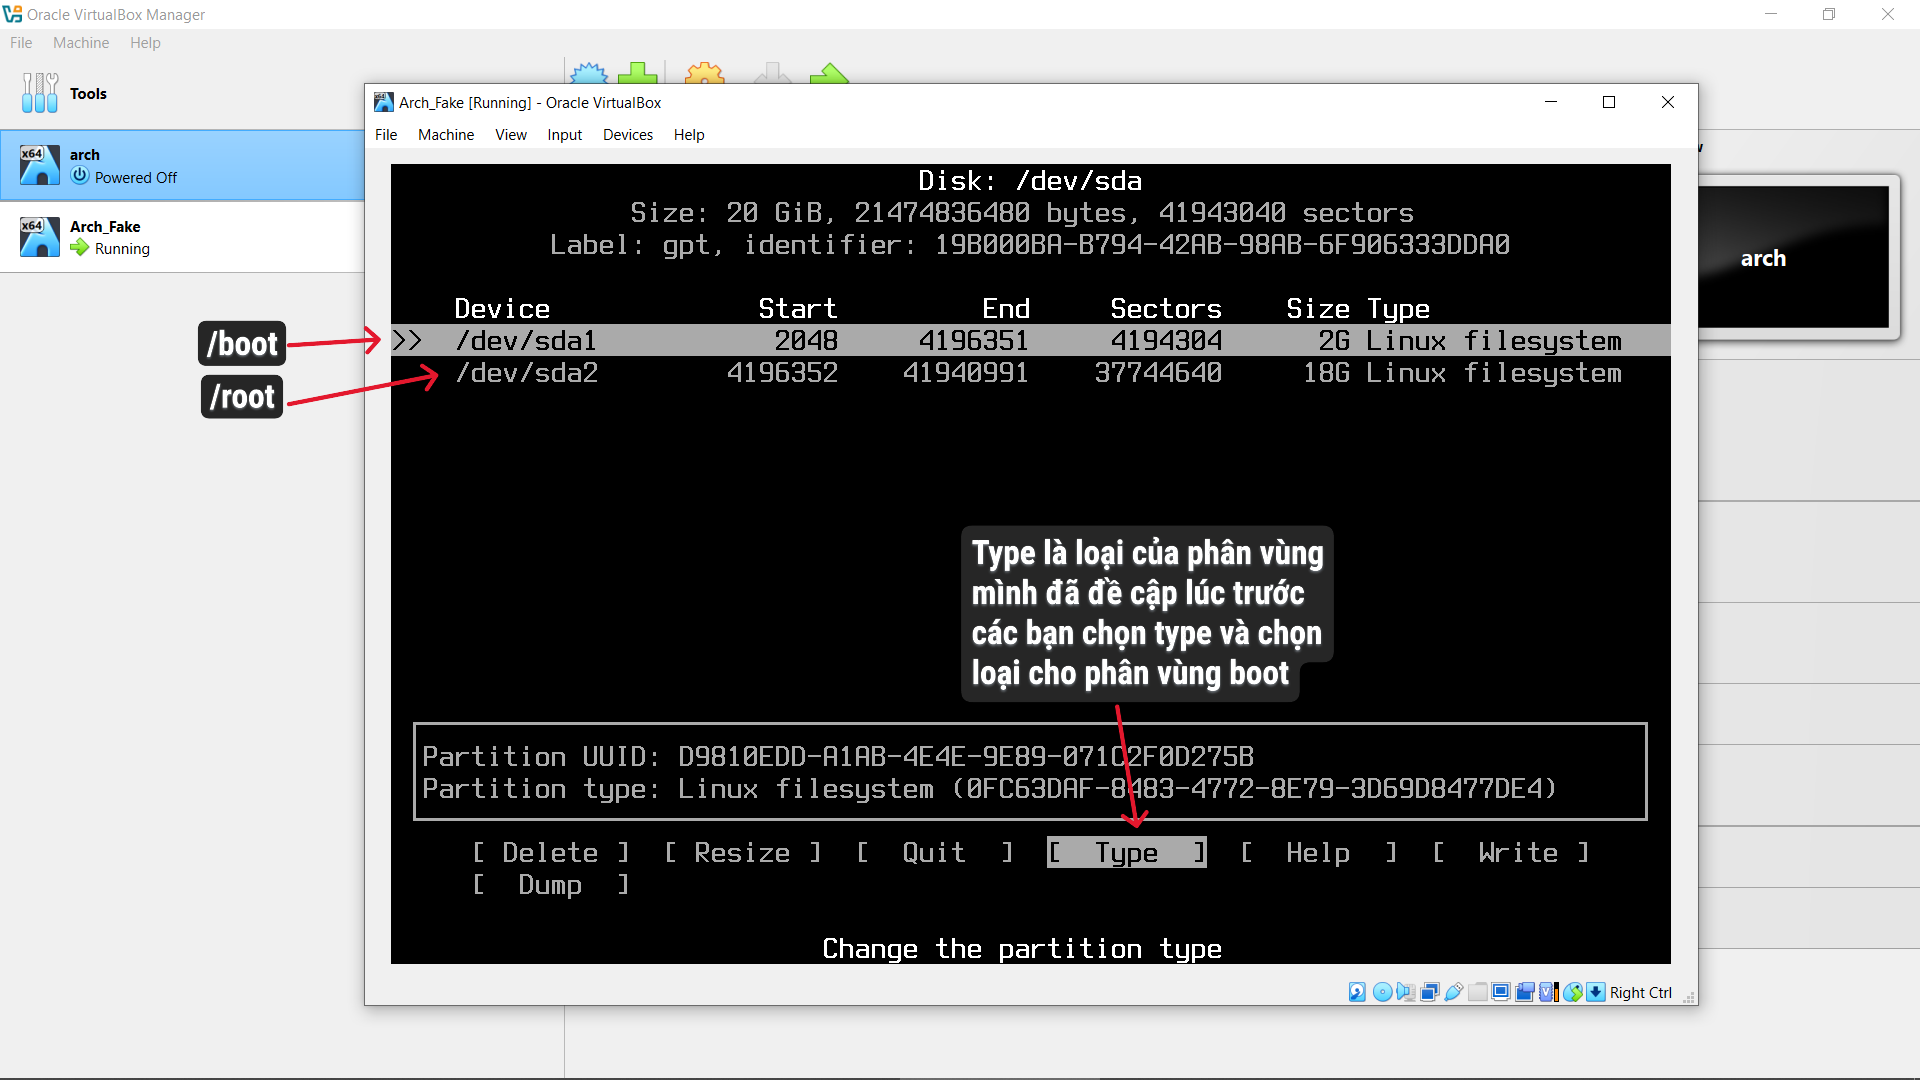 Oracle VirtualBox Manager
File Machine Help
Tools
x64 arch
Powered Off
x64 Arch_Fake
Running
arch
x64 Arch_Fake [Running] - Oracle VirtualBox
File Machine View Input Devices Help
Disk: /dev/sda
Size: 20 GiB, 21474836480 bytes, 41943040 sectors
Label: gpt, identifier: 19B000BA-B794-42AB-98AB-6F906333DDA0
Device Start End Sectors Size Type
/boot
>> /dev/sda1 2048 4196351 4194304 2G Linux filesystem
/root
/dev/sda2 4196352 41940991 37744640 18G Linux filesystem
Type là loại của phân vùng
mình đã đề cập lúc trước
các bạn chọn type và chọn
loại cho phân vùng boot
Partition UUID: D9810EDD-A1AB-4E4E-9E89-071C2F0D275B
Partition type: Linux filesystem (0FC63DAF-8483-4772-8E79-3D69D8477DE4)
[ Delete ] [ Resize ] [ Quit ] [ Type ] [ Help ] [ Write ]
[ Dump ]
Change the partition type
Right Ctrl